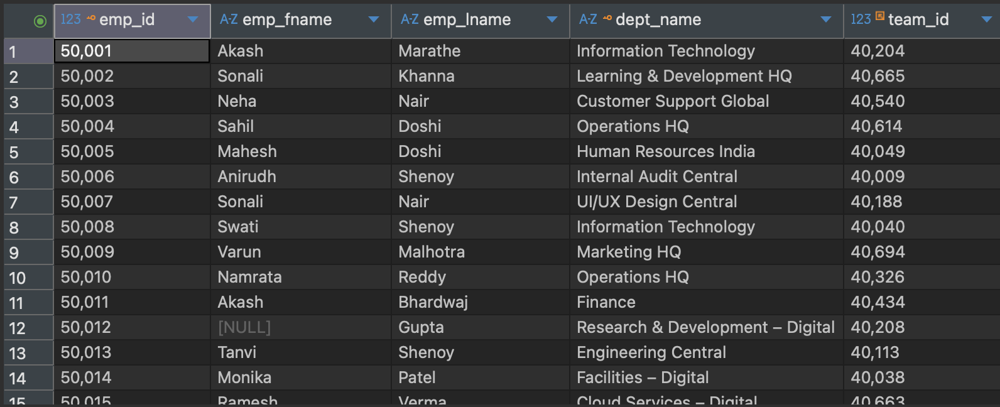 123 emp_id A-Z emp_fname A-Z emp_lname A-Z dept_name 123 team_id
1 50,001 Akash Marathe Information Technology 40,204
2 50,002 Sonali Khanna Learning & Development HQ 40,665
3 50,003 Neha Nair Customer Support Global 40,540
4 50,004 Sahil Doshi Operations HQ 40,614
5 50,005 Mahesh Doshi Human Resources India 40,049
6 50,006 Anirudh Shenoy Internal Audit Central 40,009
7 50,007 Sonali Nair UI/UX Design Central 40,188
8 50,008 Swati Shenoy Information Technology 40,040
9 50,009 Varun Malhotra Marketing HQ 40,694
10 50,010 Namrata Reddy Operations HQ 40,326
11 50,011 Akash Bhardwaj Finance 40,434
12 50,012 [NULL] Gupta Research & Development – Digital 40,208
13 50,013 Tanvi Shenoy Engineering Central 40,113
14 50,014 Monika Patel Facilities – Digital 40,038
15 50,015 Ramesh Verma Cloud Services – Digital 40,663